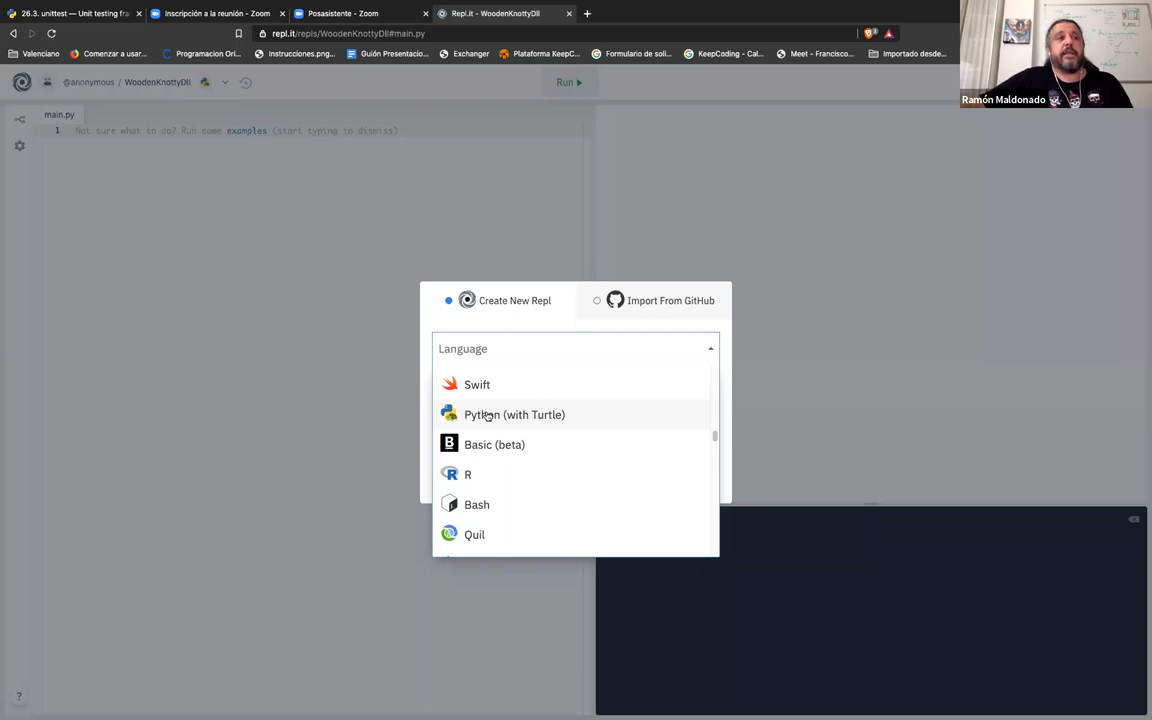 26.3. unittest — Unit testing fra
Inscripción a la reunión - Zoom
Posasistente - Zoom
Repl.it - WoodenKnottyDll
repl.it/repls/WoodenKnottyDll#main.py
Valenciano
Comenzar a usar...
Programacion Ori...
Instrucciones.png...
Guión Presentacio...
Exchanger
Plataforma KeepC...
Formulario de soli...
KeepCoding - Cal...
Meet - Francisco...
Importado desde...
Ramón Maldonado
@anonymous / WoodenKnottyDll
Run
main.py
1 Not sure what to do? Run some examples (start typing to dismiss)
Create New Repl
Import From GitHub
Language
Swift
Python (with Turtle)
Basic (beta)
R
Bash
Quil
?